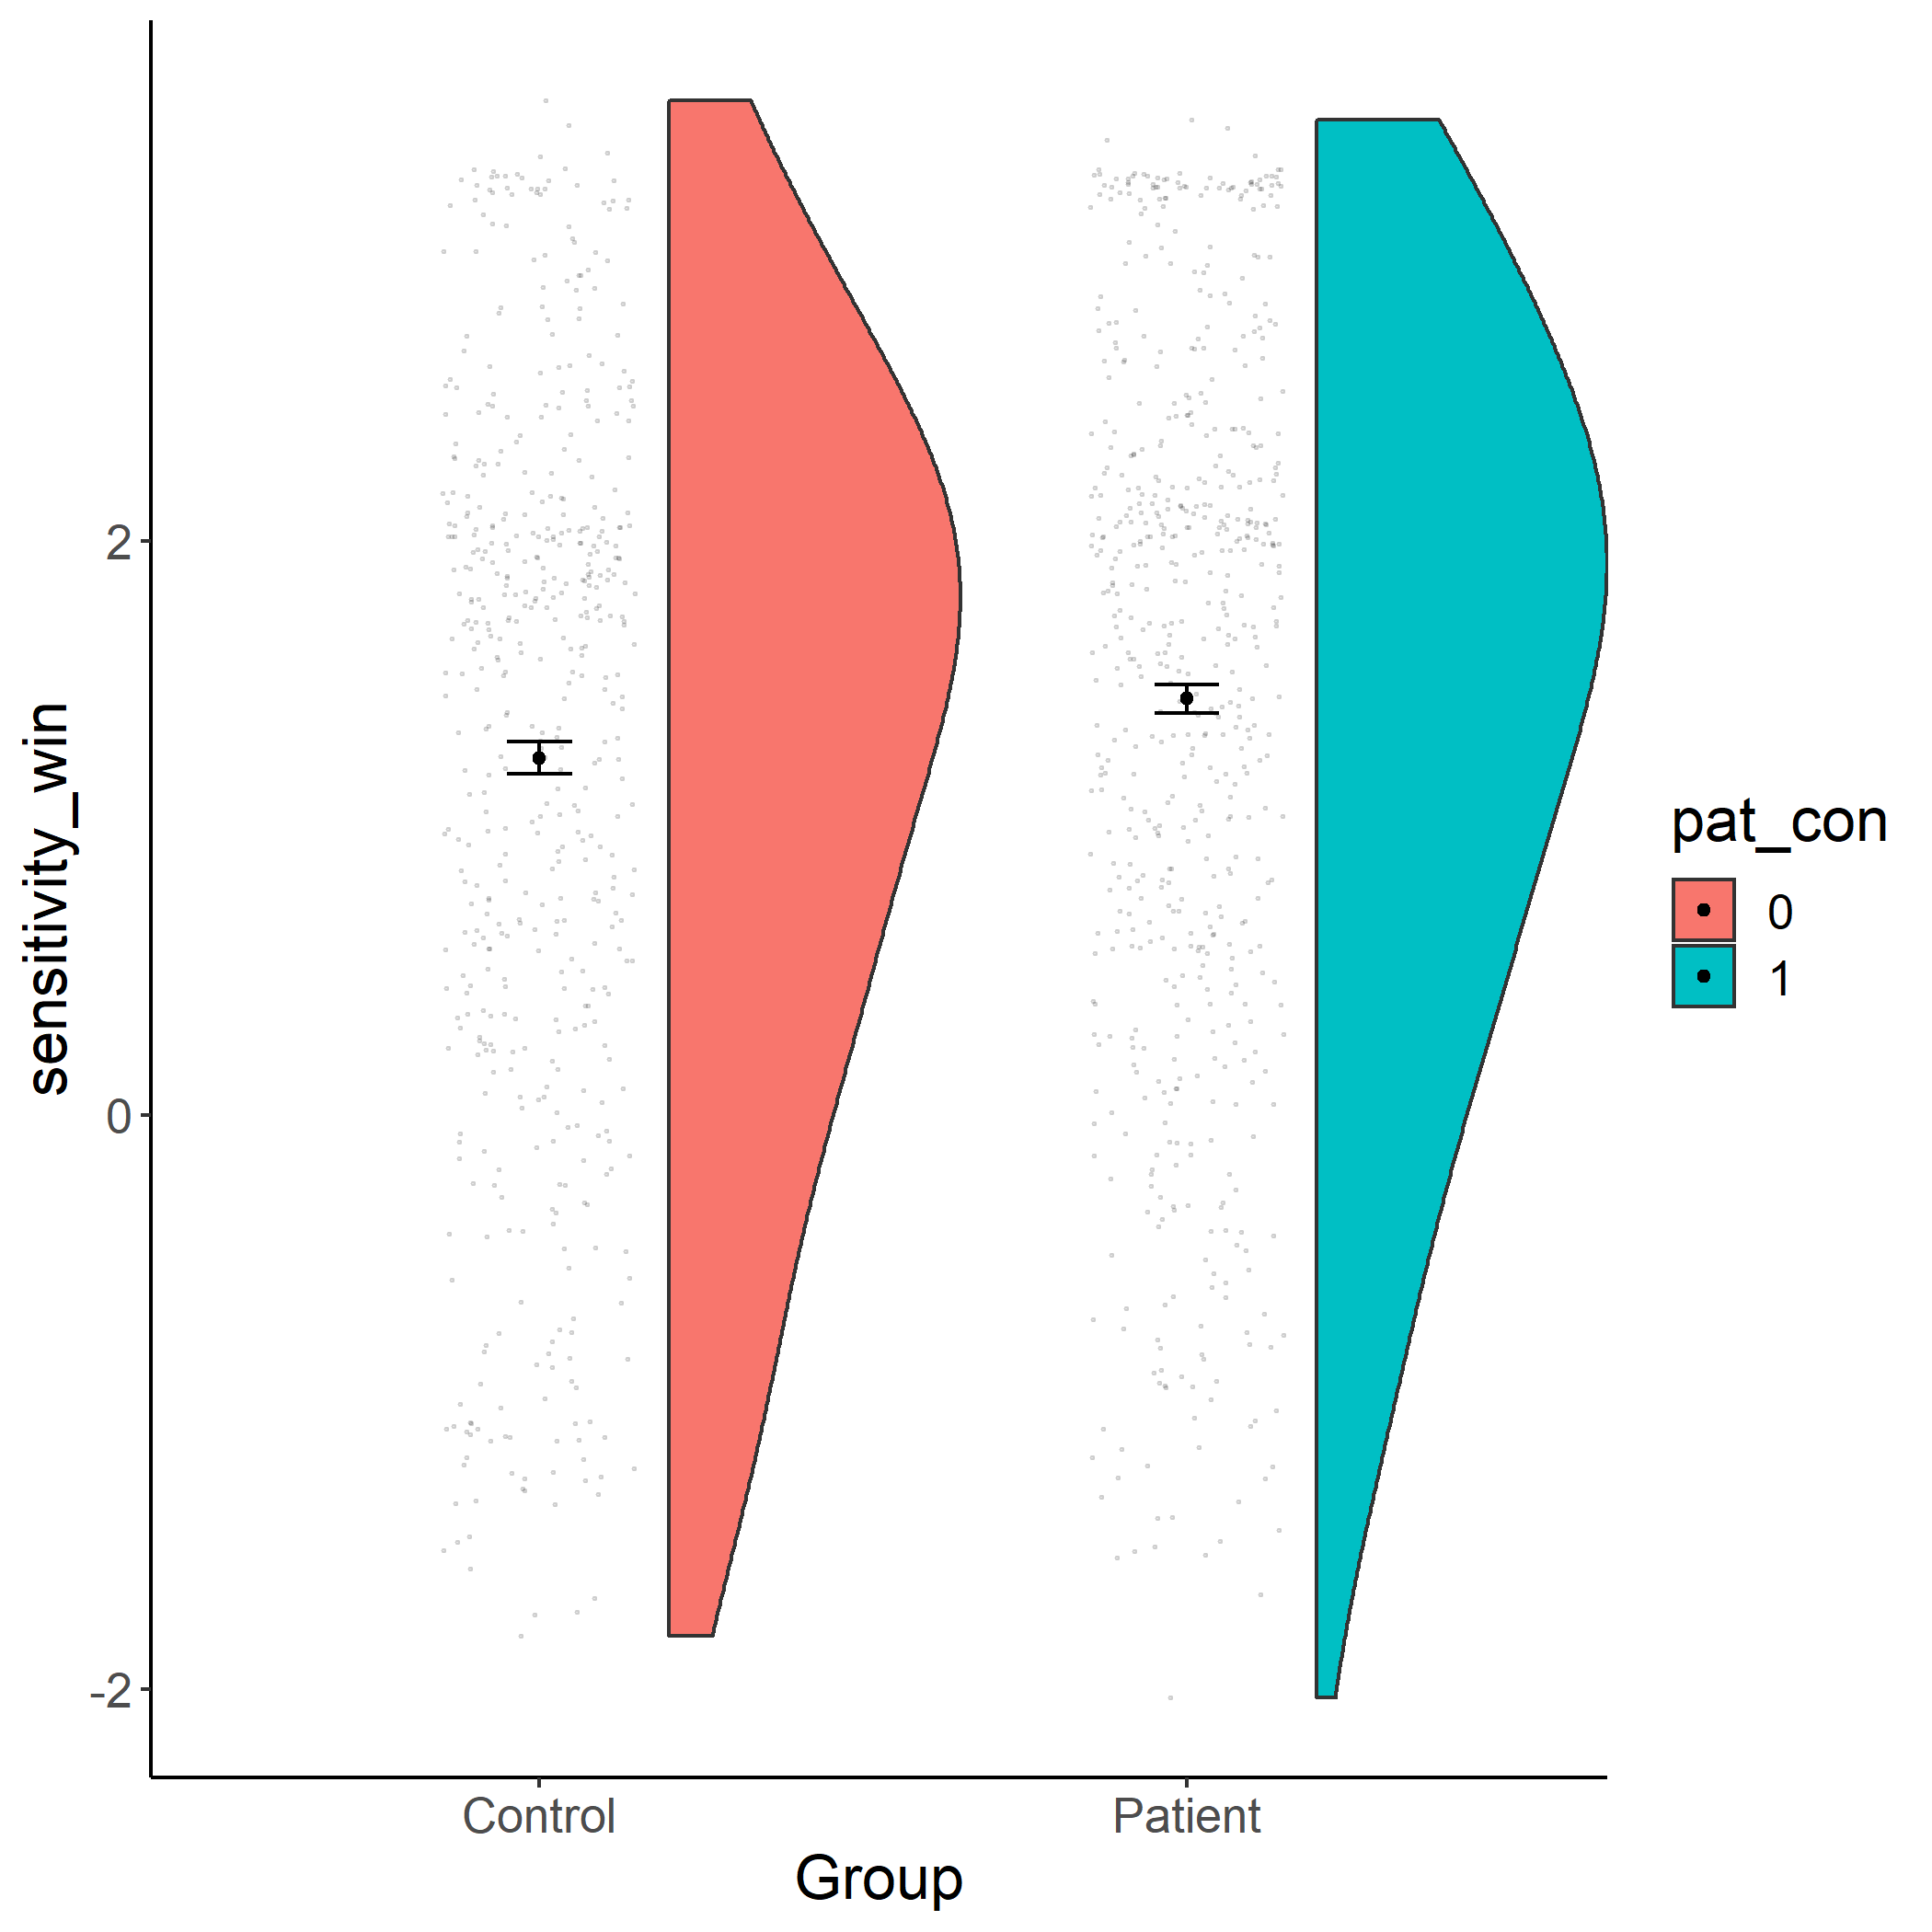 sensitivity_win
2
0
-2
Control
Patient
Group
pat_con
0
1